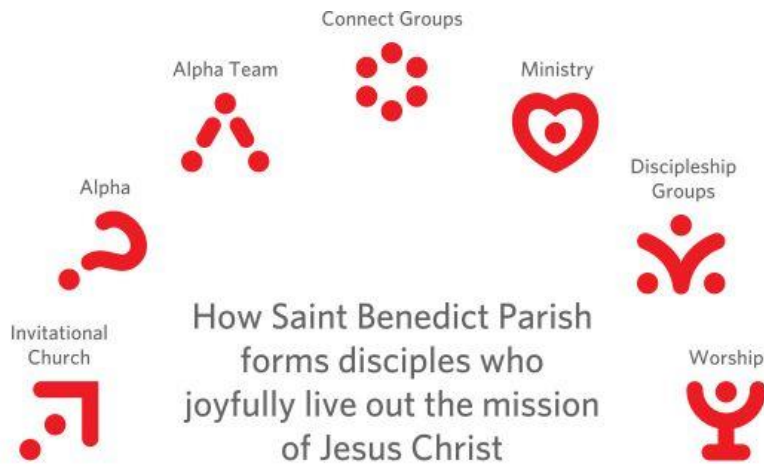 Connect Groups
Alpha Team
Ministry
Alpha
Discipleship
Groups
Invitational
Church
Worship
How Saint Benedict Parish
forms disciples who
joyfully live out the mission
of Jesus Christ